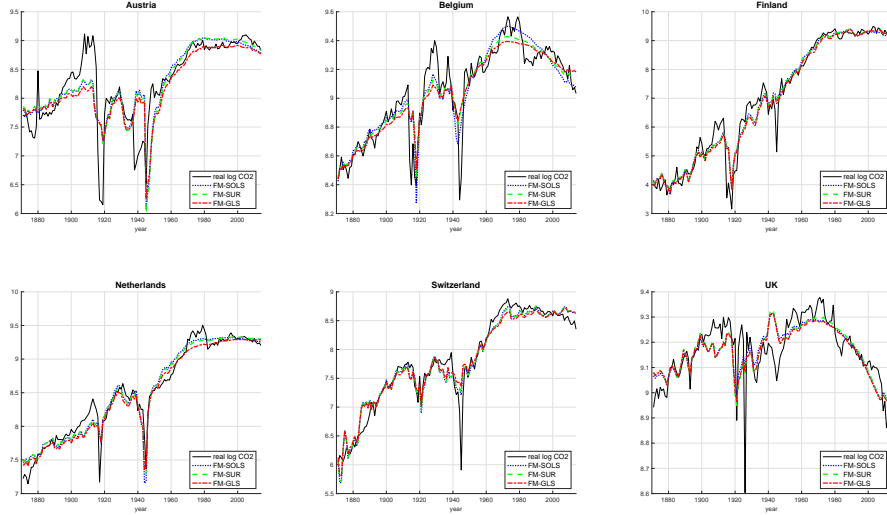 Austria
9.5
9
8.5
8
7.5
7
6.5
6
1880 1900 1920 1940 1960 1980 2000
year
real log CO2
FM-SOLS
FM-SUR
FM-GLS
Belgium
9.6
9.4
9.2
9
8.8
8.6
8.4
8.2
1880 1900 1920 1940 1960 1980 2000
year
real log CO2
FM-SOLS
FM-SUR
FM-GLS
Finland
10
9
8
7
6
5
4
3
1880 1900 1920 1940 1960 1980 2000
year
real log CO2
FM-SOLS
FM-SUR
FM-GLS
Netherlands
10
9.5
9
8.5
8
7.5
7
1880 1900 1920 1940 1960 1980 2000
year
real log CO2
FM-SOLS
FM-SUR
FM-GLS
Switzerland
9
8.5
8
7.5
7
6.5
6
5.5
1880 1900 1920 1940 1960 1980 2000
year
real log CO2
FM-SOLS
FM-SUR
FM-GLS
UK
9.4
9.3
9.2
9.1
9
8.9
8.8
8.7
8.6
1880 1900 1920 1940 1960 1980 2000
year
real log CO2
FM-SOLS
FM-SUR
FM-GLS